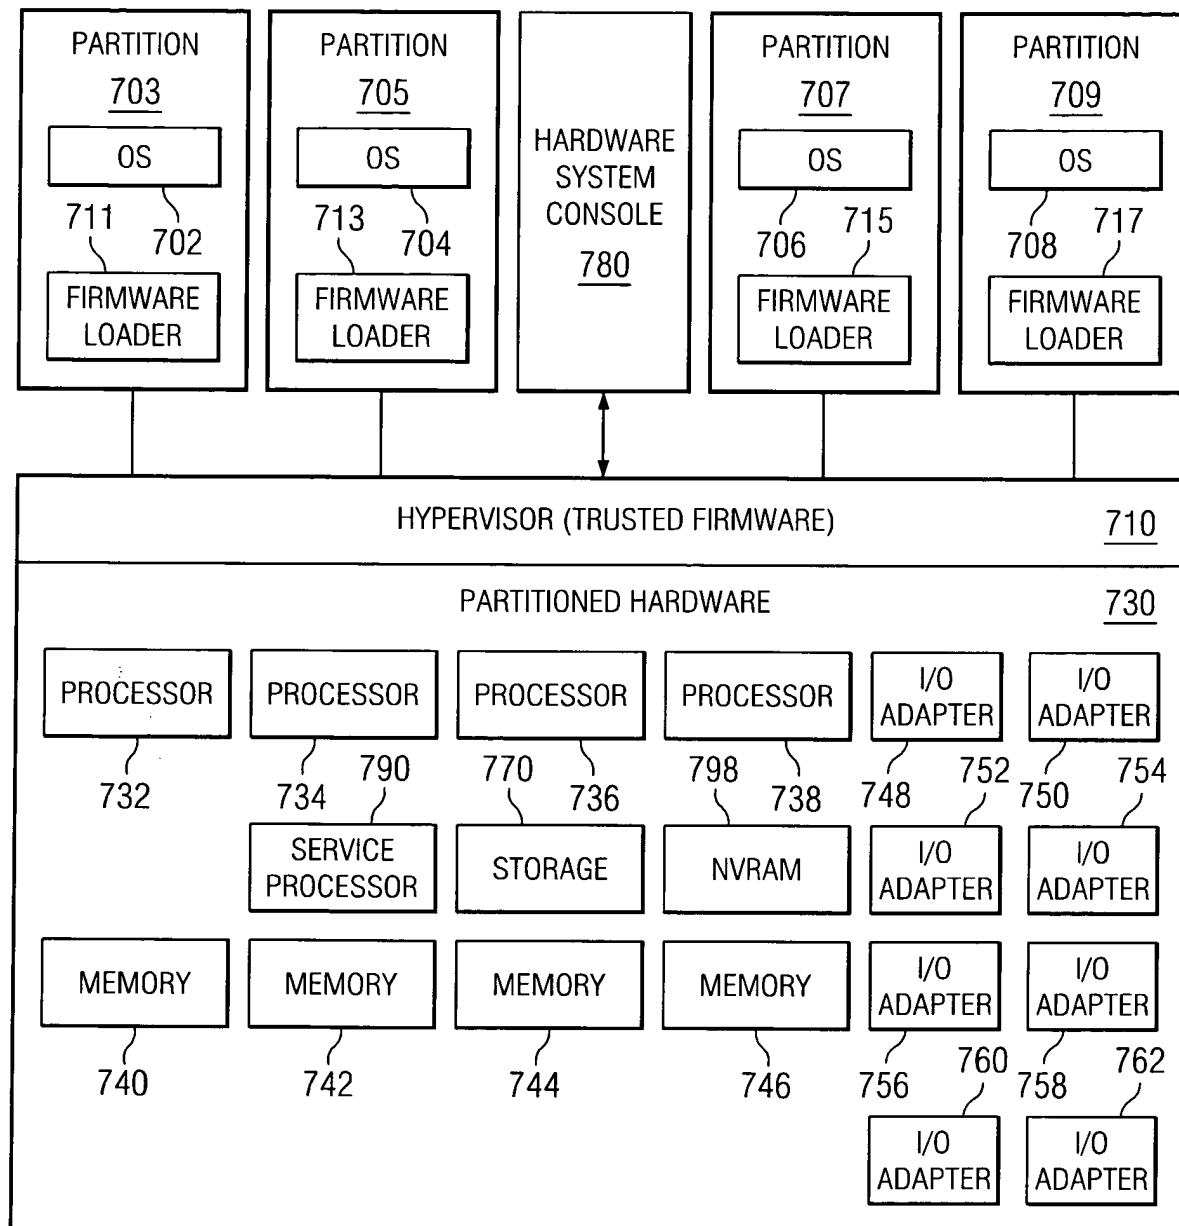 PARTITION
703
OS
711
702
FIRMWARE
LOADER
PARTITION
705
OS
713
704
FIRMWARE
LOADER
HARDWARE
SYSTEM
CONSOLE
780
PARTITION
707
OS
706
715
FIRMWARE
LOADER
PARTITION
709
OS
708
717
FIRMWARE
LOADER
HYPERVISOR (TRUSTED FIRMWARE)
710
PARTITIONED HARDWARE
730
PROCESSOR
732
PROCESSOR
734
PROCESSOR
736
PROCESSOR
738
I/O
ADAPTER
748
I/O
ADAPTER
750
790
SERVICE
PROCESSOR
770
STORAGE
798
NVRAM
752
I/O
ADAPTER
754
I/O
ADAPTER
MEMORY
740
MEMORY
742
MEMORY
744
MEMORY
746
I/O
ADAPTER
756
I/O
ADAPTER
758
760
I/O
ADAPTER
762
I/O
ADAPTER